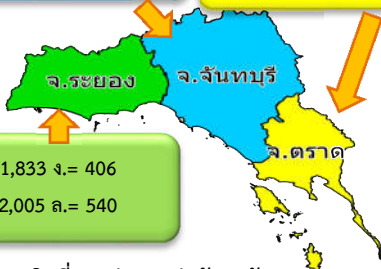 จ.ระยอง
จ.จันทบุรี
จ.ตราด
1,833 ง.= 406
2,005 ล.= 540